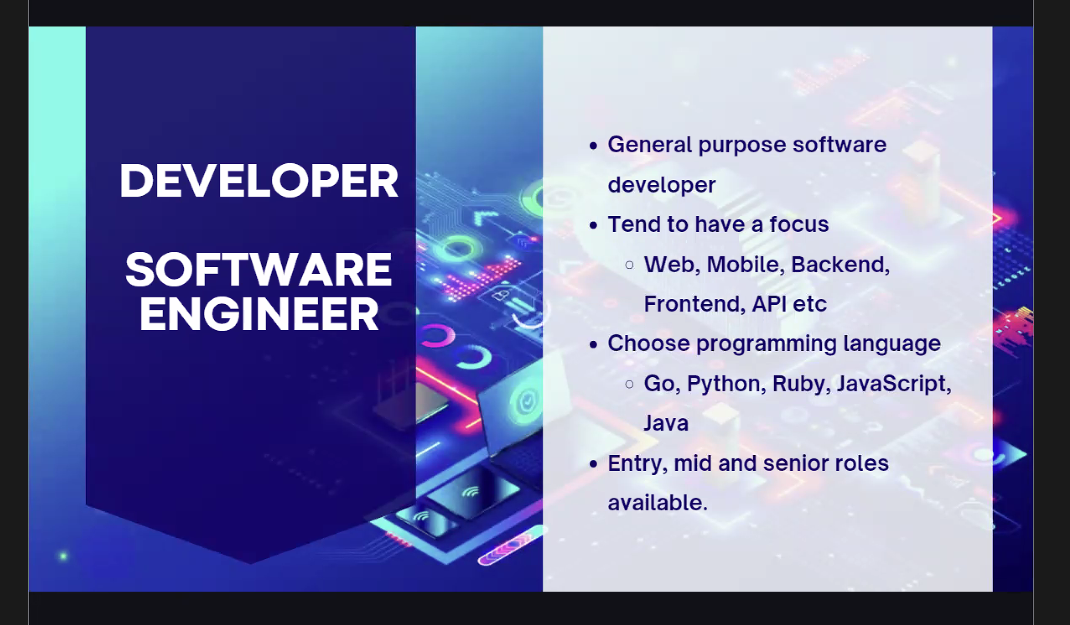 DEVELOPER
SOFTWARE
ENGINEER
• General purpose software
developer
• Tend to have a focus
○ Web, Mobile, Backend,
Frontend, API etc
• Choose programming language
○ Go, Python, Ruby, JavaScript,
Java
• Entry, mid and senior roles
available.